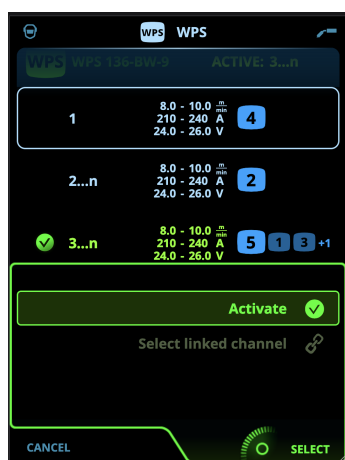 WPS WPS
WPS WPS 136-BW-9 ACTIVE: 3...n
1 8.0 - 10.0 m/min 4
210 - 240 A
24.0 - 26.0 V
2...n 8.0 - 10.0 m/min 2
210 - 240 A
24.0 - 26.0 V
3...n 8.0 - 10.0 m/min 5 1 3 +1
210 - 240 A
24.0 - 26.0 V
Activate
Select linked channel
CANCEL SELECT